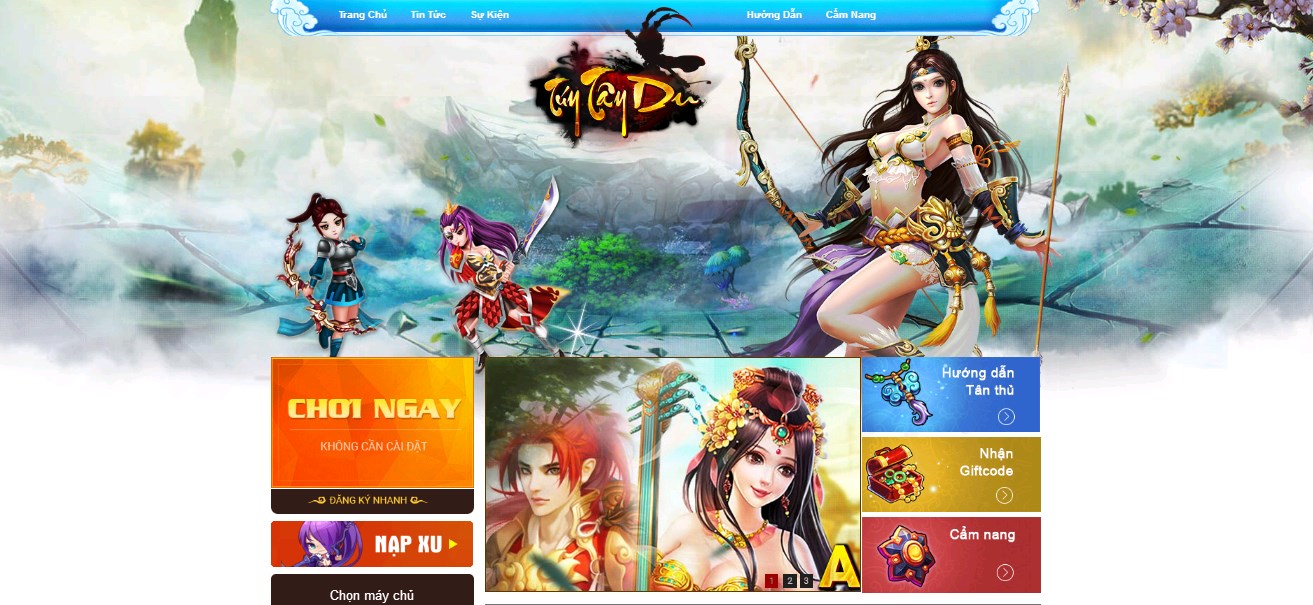 Trang Chủ Tin Tức Sự Kiện Hướng Dẫn Cẩm Nang
Túy Tây Du
CHƠI NGAY
KHÔNG CẦN CÀI ĐẶT
ĐĂNG KÝ NHANH
NẠP XU
Chọn máy chủ
1 2 3
A
Hướng dẫn
Tân thủ
Nhận
Giftcode
Cẩm nang